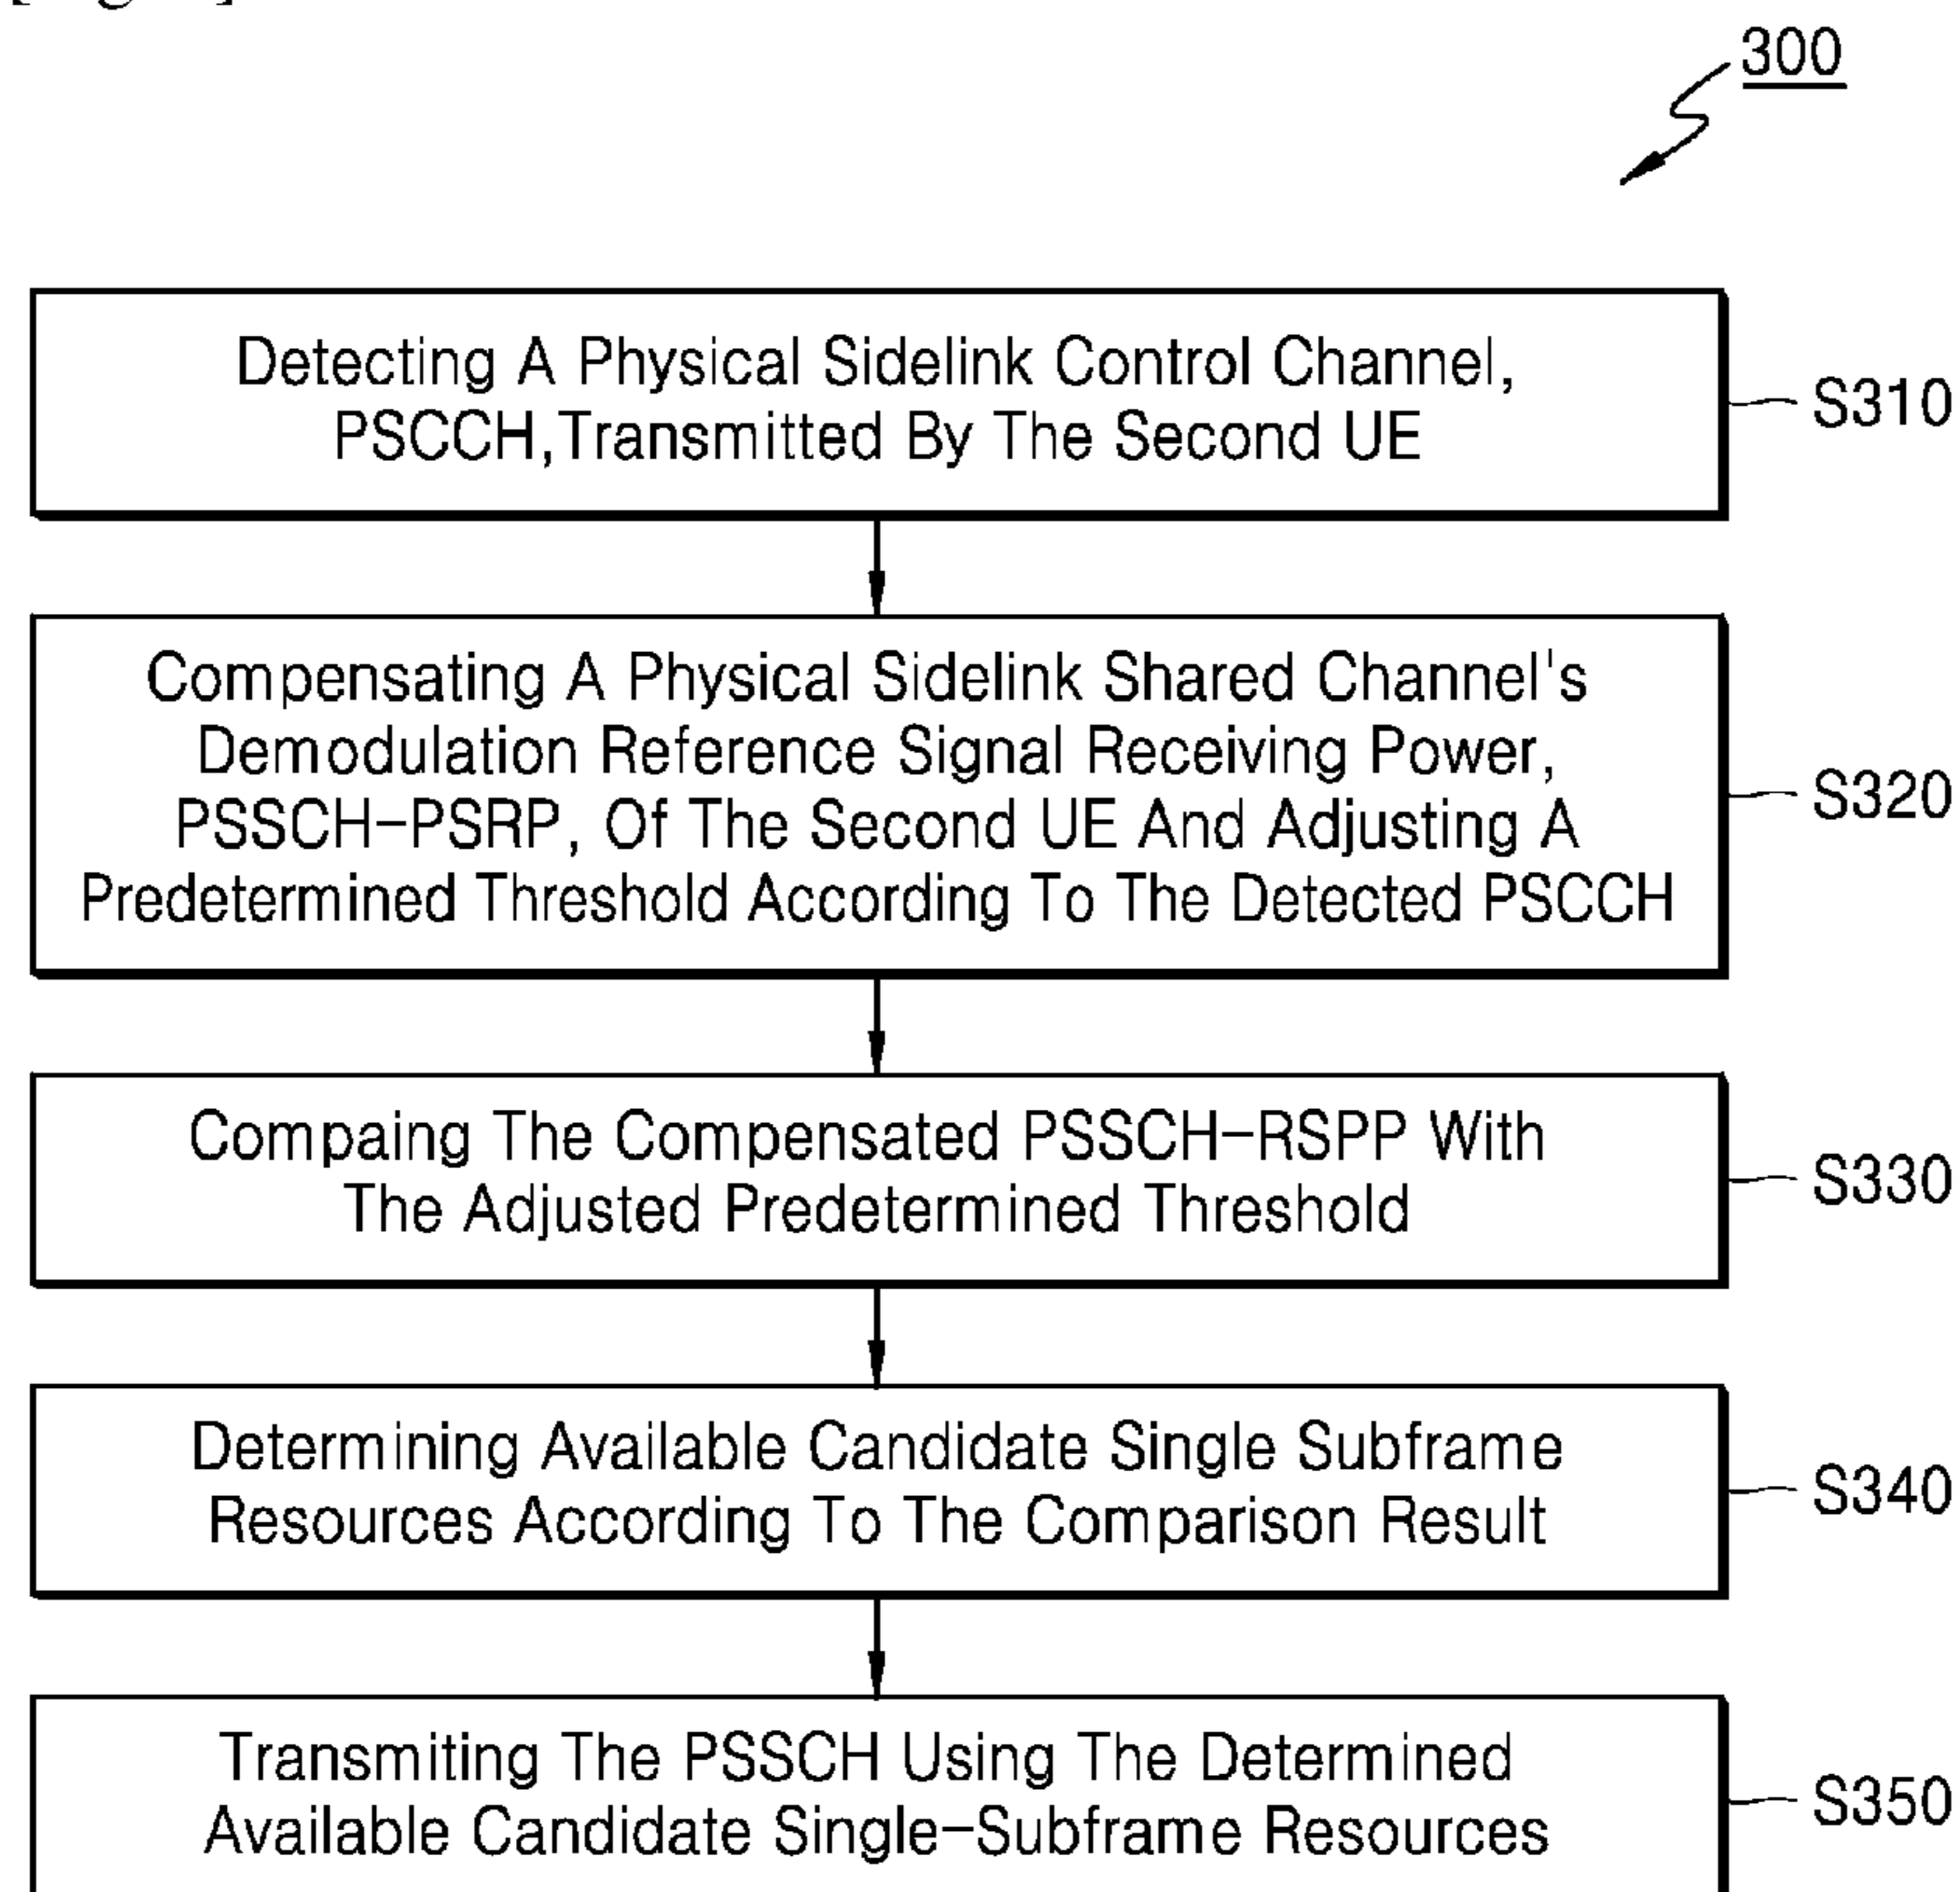 300
Detecting A Physical Sidelink Control Channel,
PSCCH,Transmitted By The Second UE
S310
Compensating A Physical Sidelink Shared Channel's
Demodulation Reference Signal Receiving Power,
PSSCH-PSRP, Of The Second UE And Adjusting A
Predetermined Threshold According To The Detected PSCCH
S320
Compaing The Compensated PSSCH-RSPP With
The Adjusted Predetermined Threshold
S330
Determining Available Candidate Single Subframe
Resources According To The Comparison Result
S340
Transmiting The PSSCH Using The Determined
Available Candidate Single-Subframe Resources
S350